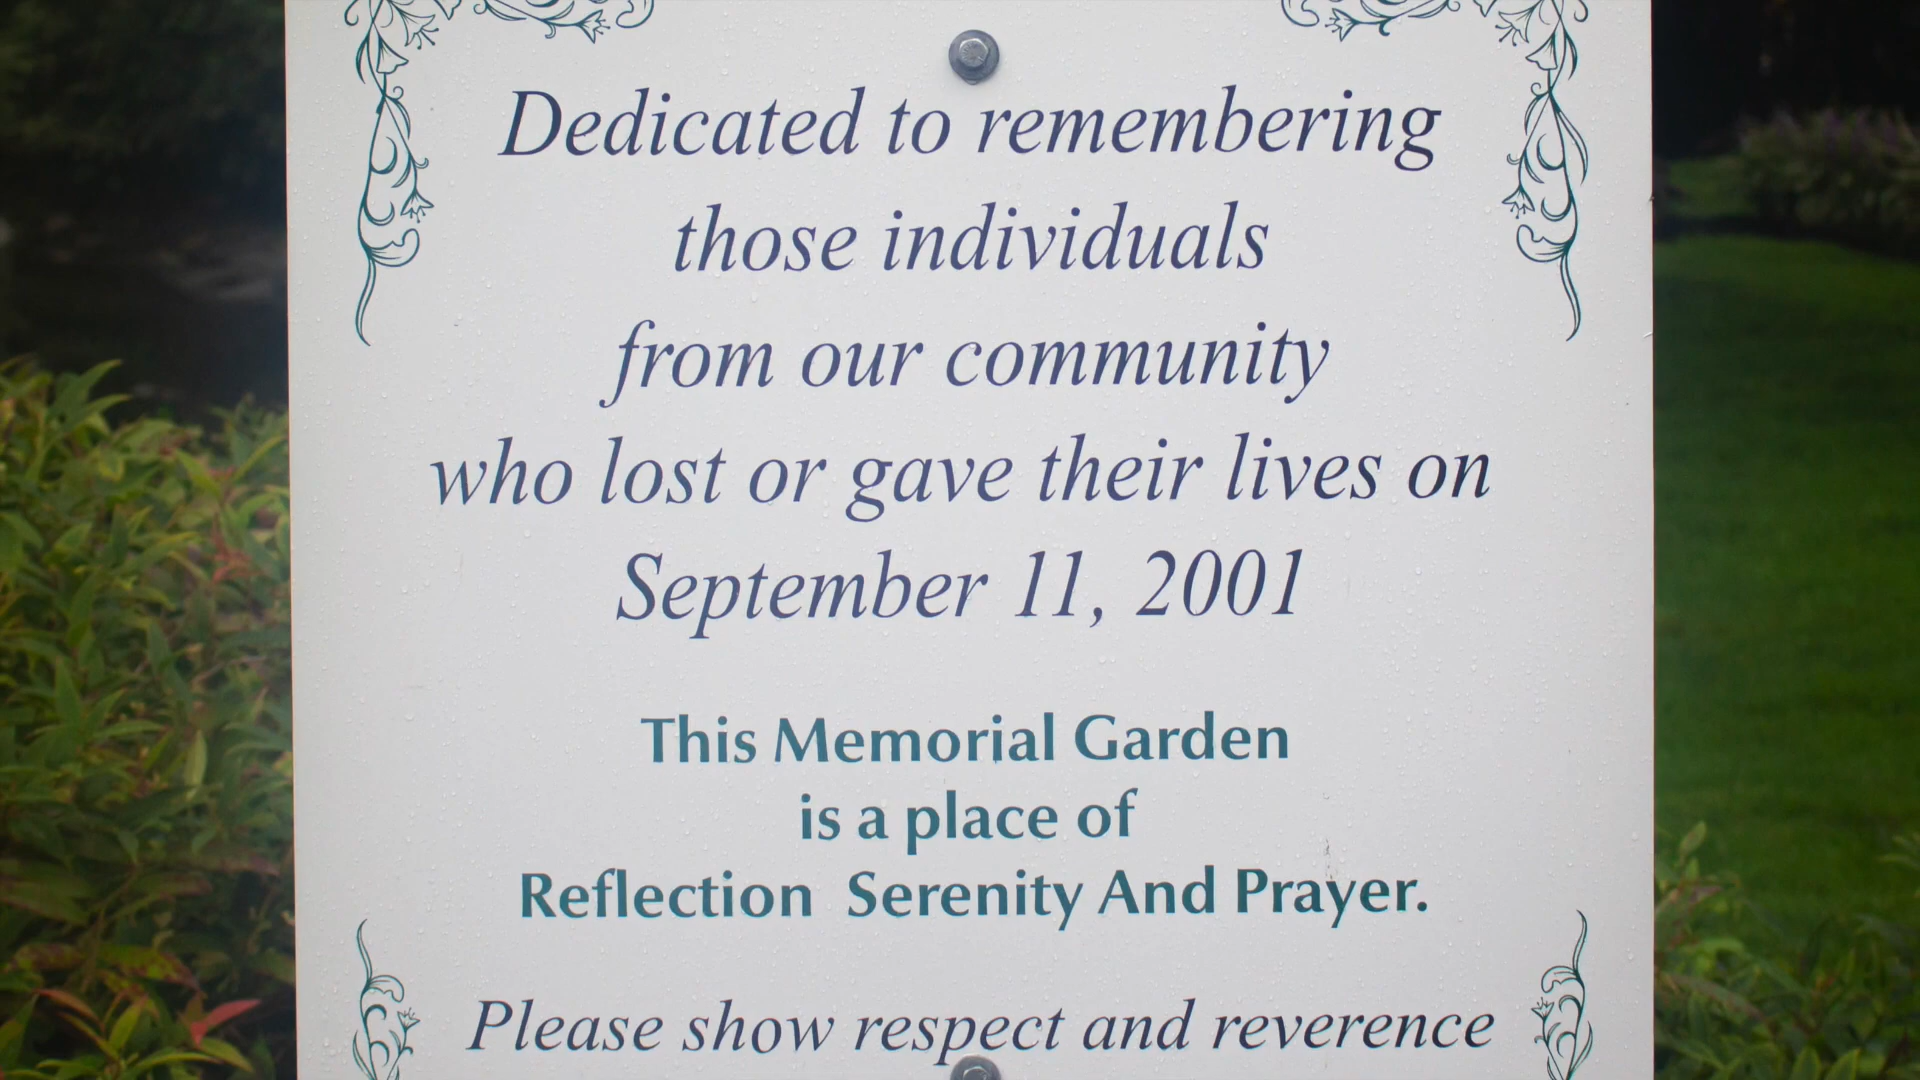 Dedicated to remembering
those individuals
from our community
who lost or gave their lives on
September 11, 2001
This Memorial Garden
is a place of
Reflection Serenity And Prayer.
Please show respect and reverence